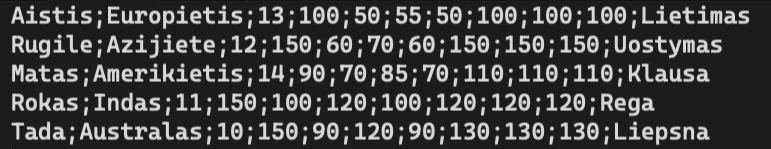 Aistis;Europietis;13;100;50;55;50;100;100;100;Lietimas
Rugile;Azijiete;12;150;60;70;60;150;150;150;Uostymas
Matas;Amerikietis;14;90;70;85;70;110;110;110;Klausa
Rokas;Indas;11;150;100;120;100;120;120;120;Rega
Tada;Australas;10;150;90;120;90;130;130;130;Liepsna